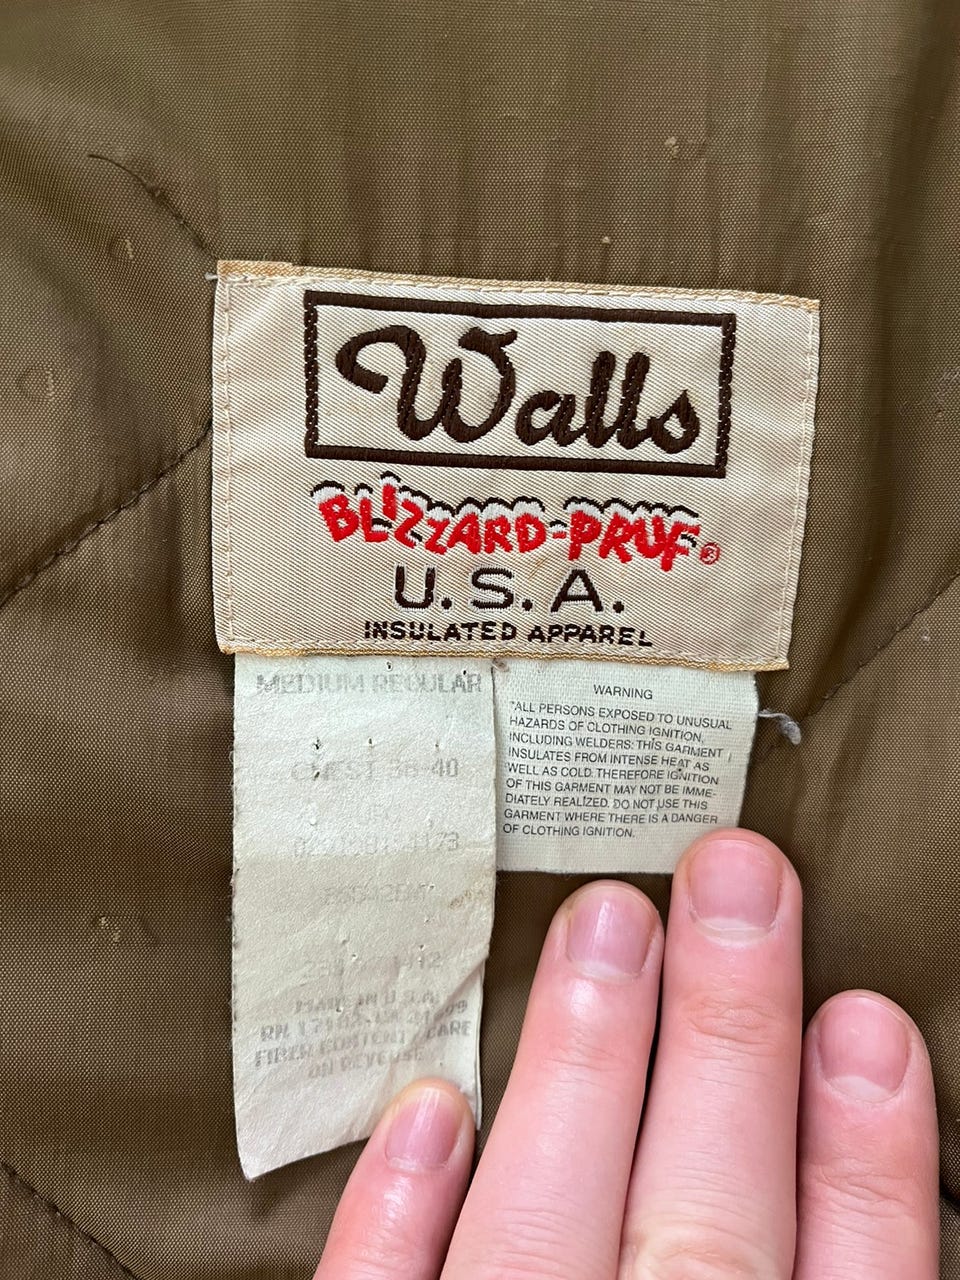 Walls
BLIZZARD-PRUF®
U.S.A.
INSULATED APPAREL
MEDIUM REGULAR
CHEST 38-40
MADE IN U.S.A.
RN
FIBER CONTENT / CARE
ON REVERSE
WARNING
"ALL PERSONS EXPOSED TO UNUSUAL
HAZARDS OF CLOTHING IGNITION,
INCLUDING WELDERS: THIS GARMENT
INSULATES FROM INTENSE HEAT AS
WELL AS COLD. THEREFORE IGNITION
OF THIS GARMENT MAY NOT BE IMME-
DIATELY REALIZED. DO NOT USE THIS
GARMENT WHERE THERE IS A DANGER
OF CLOTHING IGNITION.